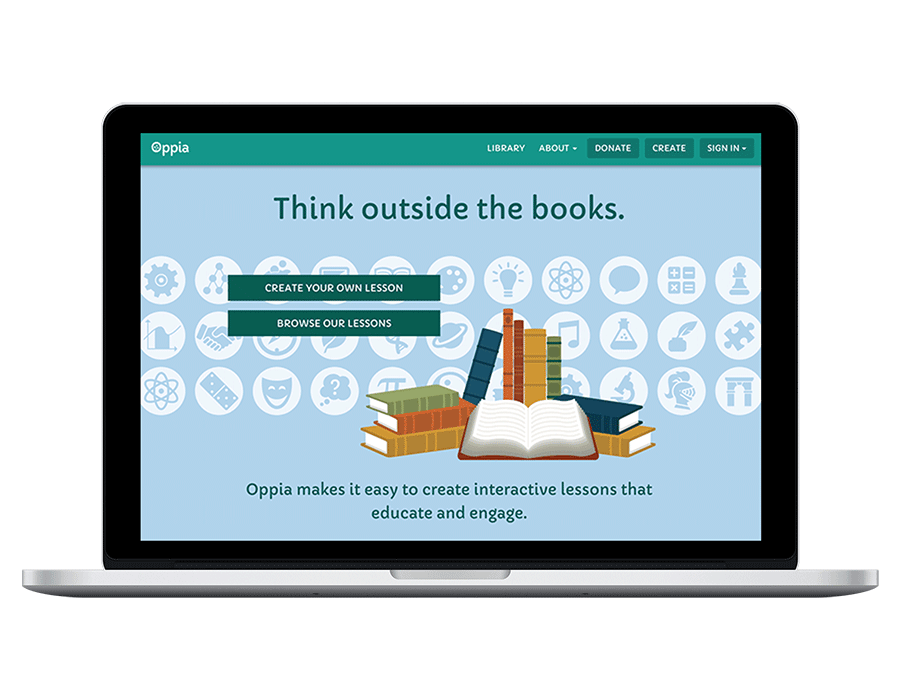 Oppia LIBRARY ABOUT DONATE CREATE SIGN IN
Think outside the books.
CREATE YOUR OWN LESSON
BROWSE OUR LESSONS
Oppia makes it easy to create interactive lessons that
educate and engage.